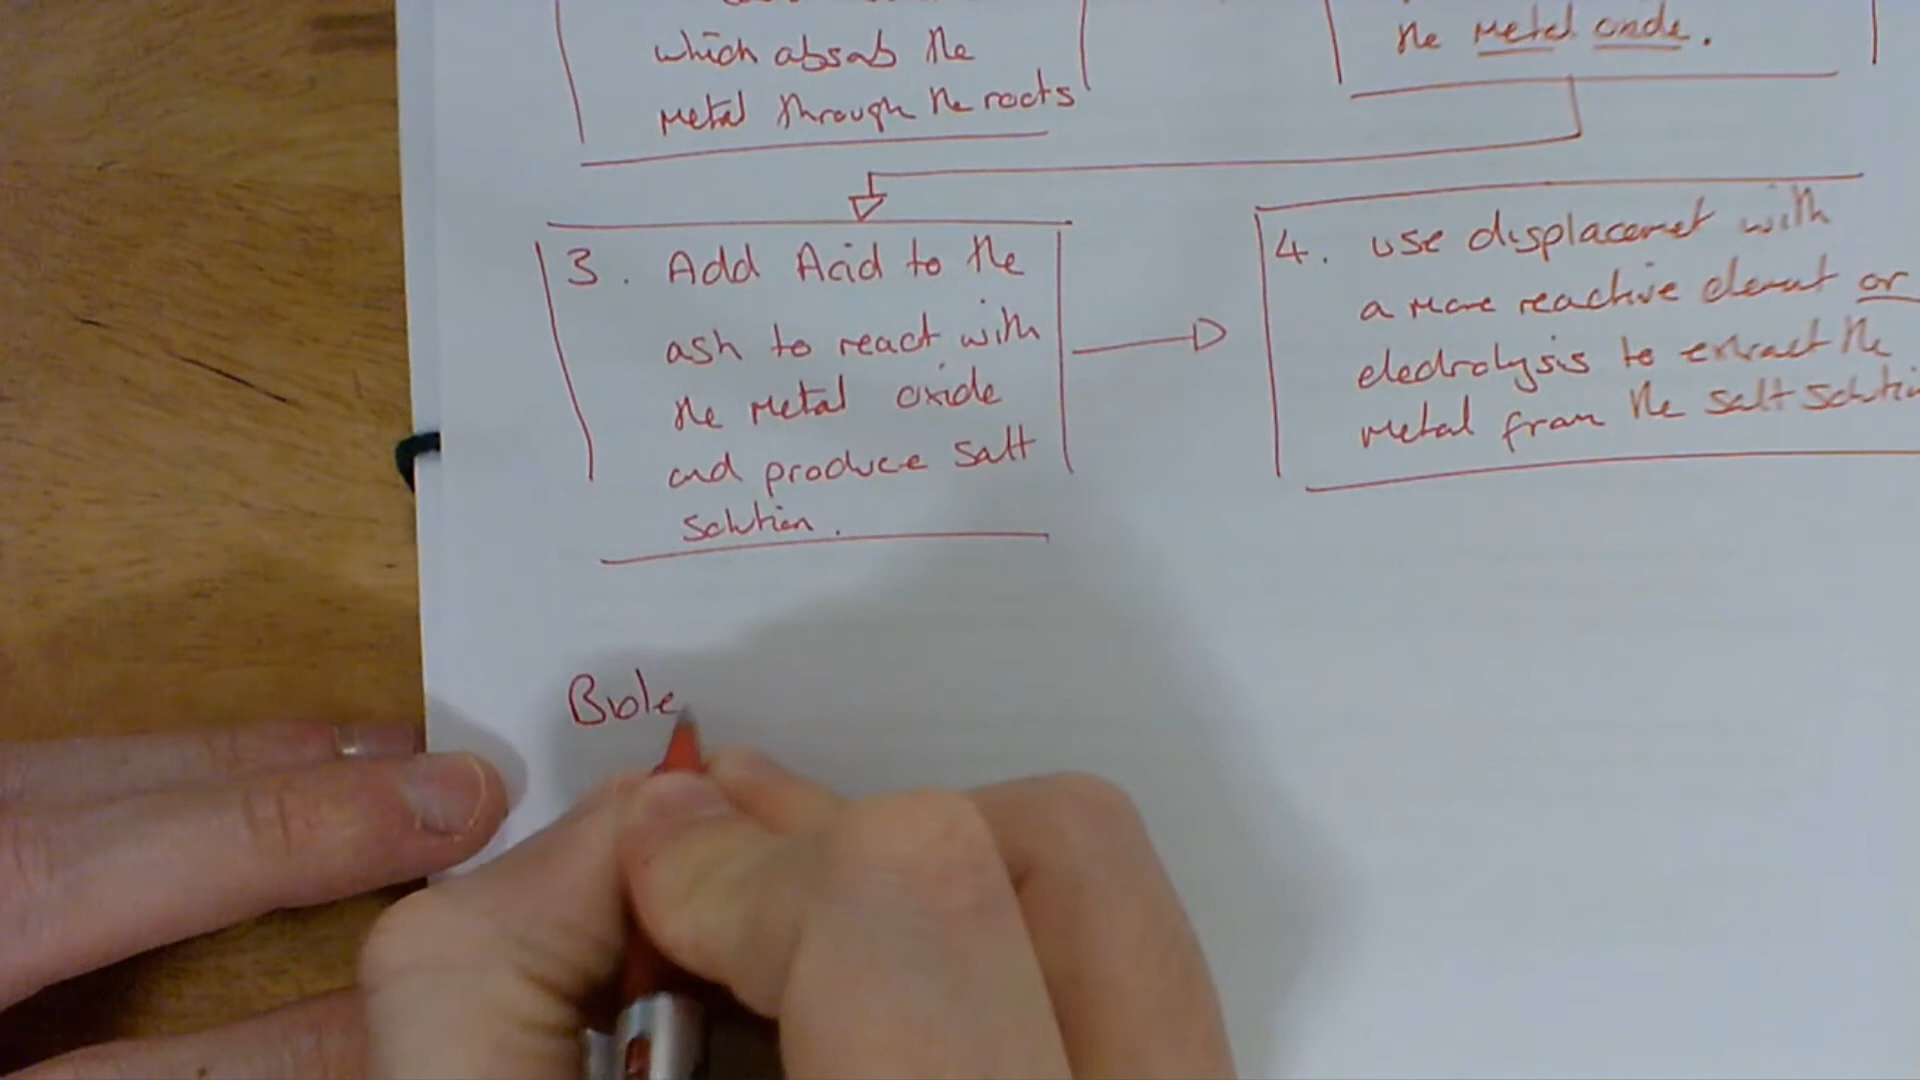 which absorb the
metal through the roots
the metal oxide.
3. Add Acid to the
ash to react with
the metal oxide
and produce salt
solution.
4. use displacement with
a more reactive element or
electrolysis to extract the
metal from the salt solutio
Biole